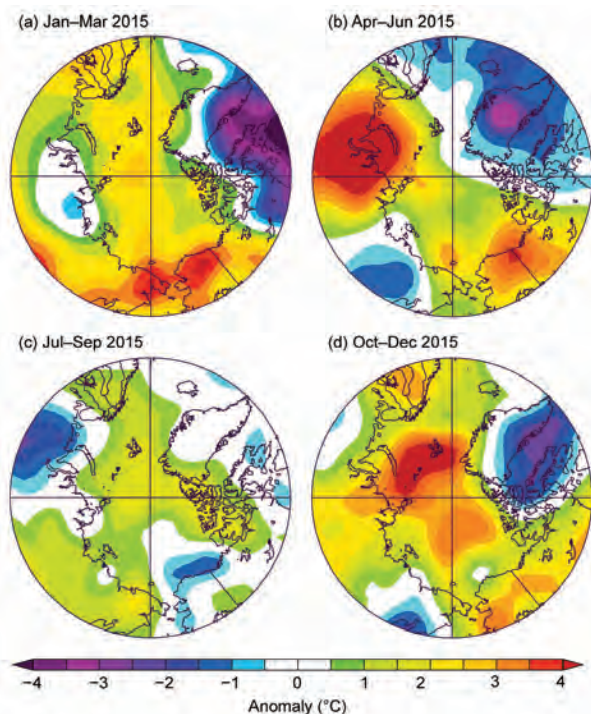 (a) Jan–Mar 2015
(b) Apr–Jun 2015
(c) Jul–Sep 2015
(d) Oct–Dec 2015
−4 −3 −2 −1 0 1 2 3 4
Anomaly (°C)